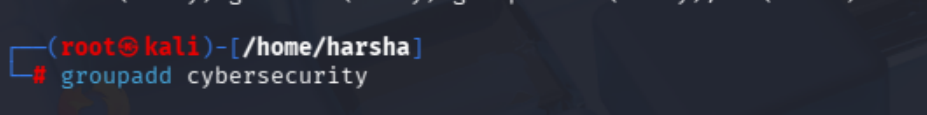 ┌──(root㉿kali)-[/home/harsha]
└─# groupadd cybersecurity